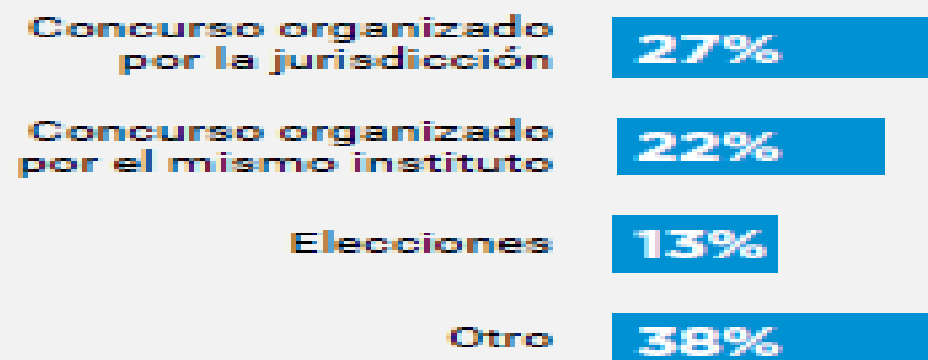 Concurso organizado
por la jurisdicción
27%
Concurso organizado
por el mismo instituto
22%
Elecciones
13%
Otro
38%